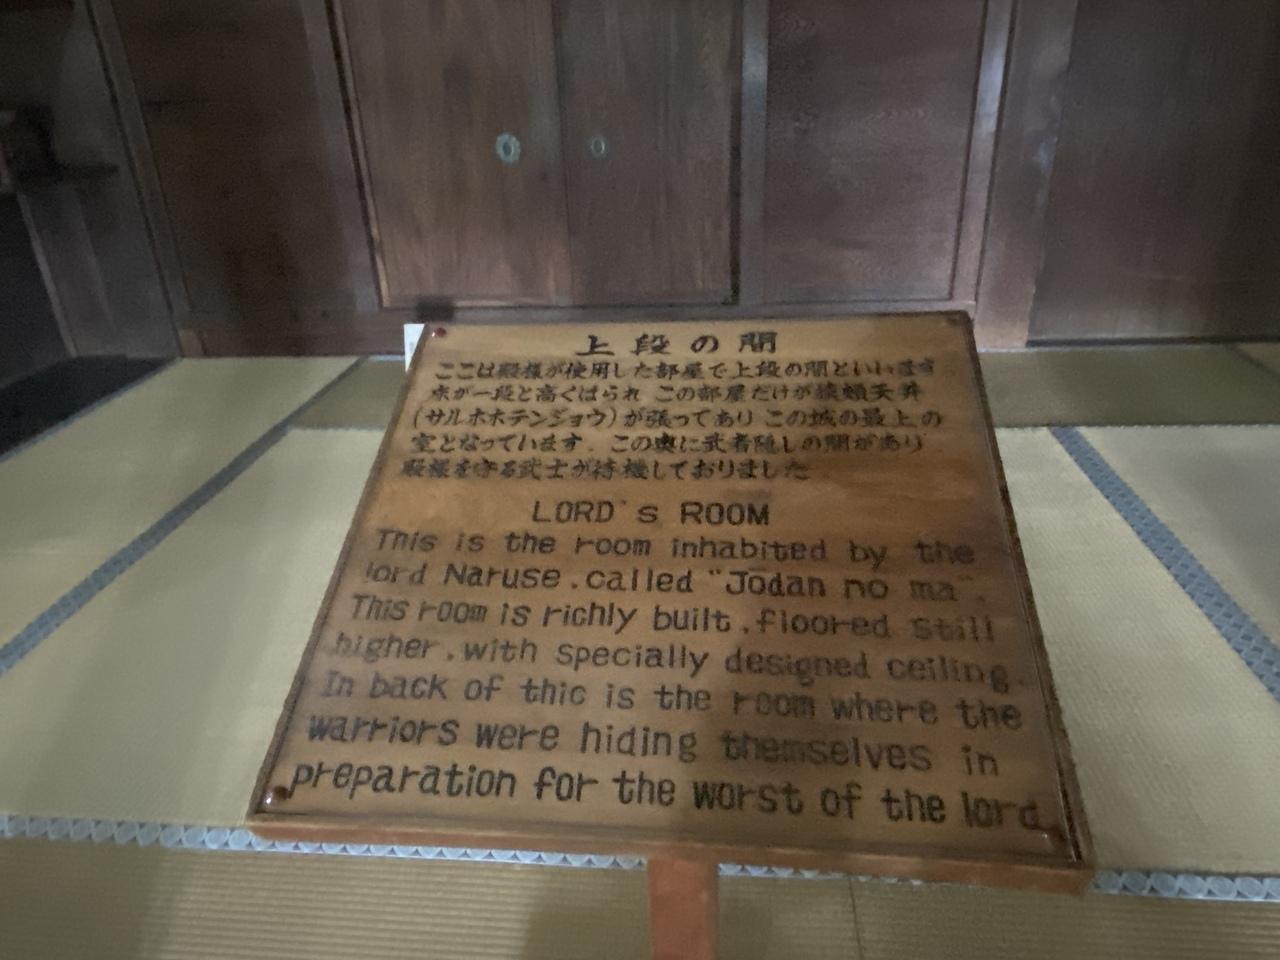 上段の間
ここは殿様が使用した部屋で上段の間といいます
床が一段と高くはられ この部屋だけが猿頬天井
(サルホホテンジョウ)が張ってあり この城の最上の
室となっています. この奥に武者隠しの間があり
殿様を守る武士が待機しておりました.
LORD's ROOM
This is the room inhabited by the
lord Naruse.called "Jōdan no ma".
This room is richly built.floored still
higher.with specially designed ceiling.
In back of thic is the room where the
warriors were hiding themselves in
preparation for the worst of the lord.